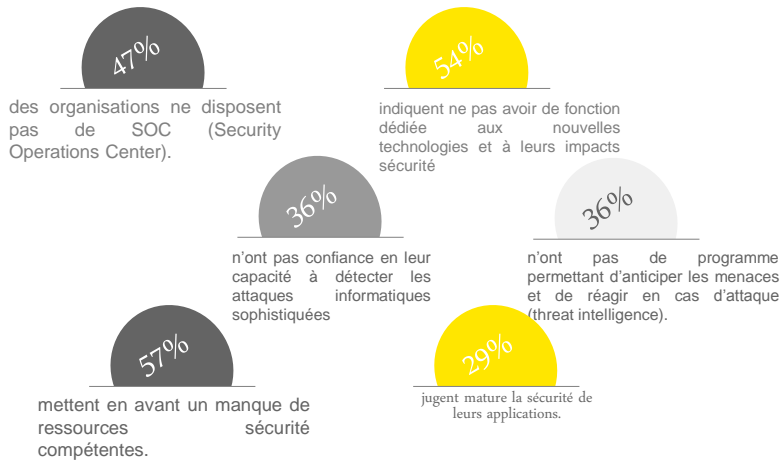 47%
des organisations ne disposent
pas de SOC (Security
Operations Center).
54%
indiquent ne pas avoir de fonction
dédiée aux nouvelles
technologies et à leurs impacts
sécurité
36%
n'ont pas confiance en leur
capacité à détecter les
attaques informatiques
sophistiquées
36%
n'ont pas de programme
permettant d'anticiper les menaces
et de réagir en cas d'attaque
(threat intelligence).
57%
mettent en avant un manque de
ressources sécurité
compétentes.
29%
jugent mature la sécurité de
leurs applications.